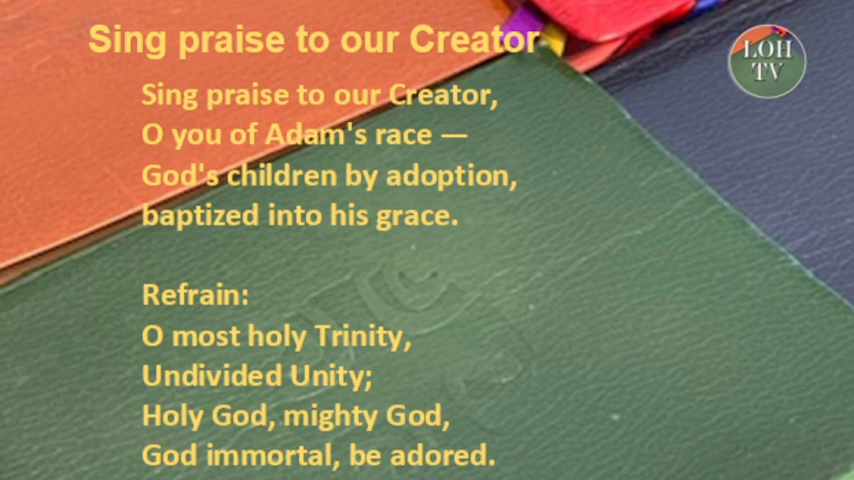 Sing praise to our Creator
LOH
TV
Sing praise to our Creator,
O you of Adam's race —
God's children by adoption,
baptized into his grace.
Refrain:
O most holy Trinity,
Undivided Unity;
Holy God, mighty God,
God immortal, be adored.